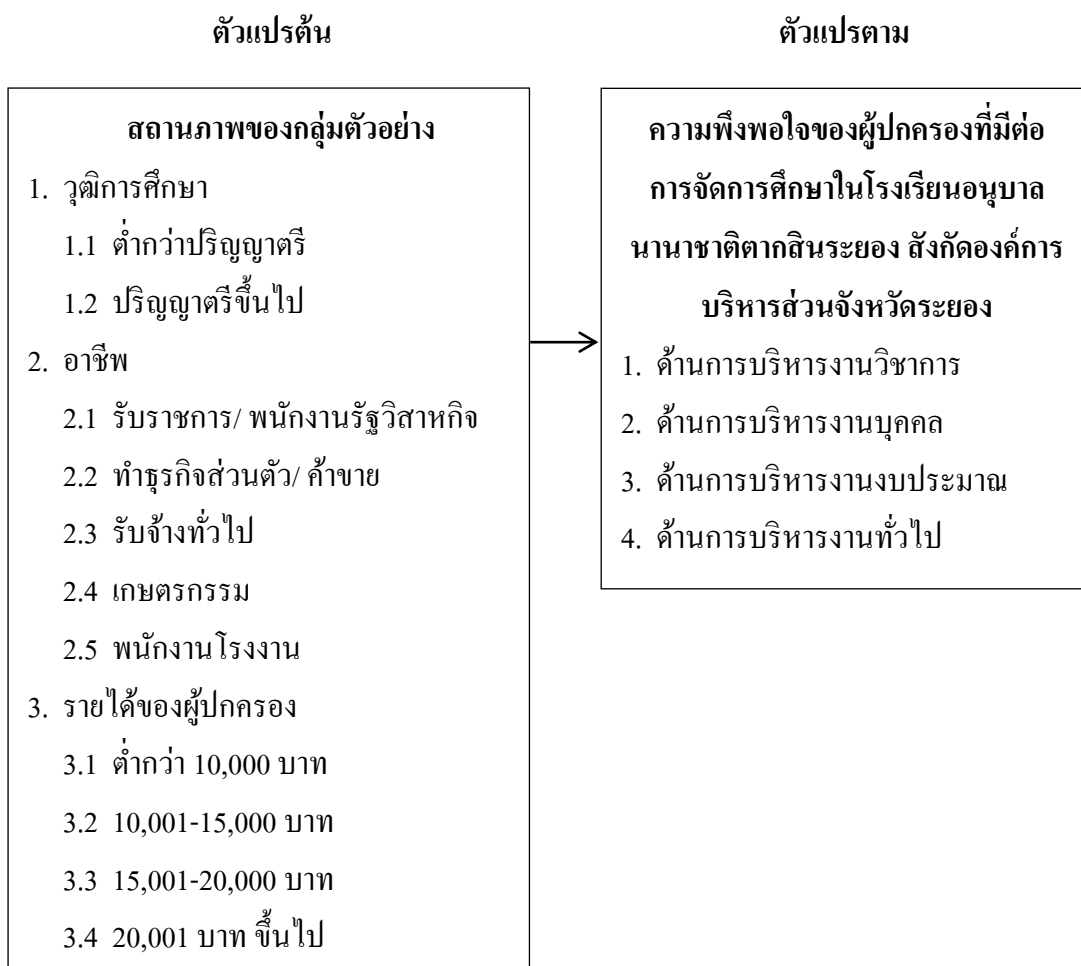 ตัวแปรต้น
ตัวแปรตาม
สถานภาพของกลุ่มตัวอย่าง
1. วุฒิการศึกษา
1.1 ต่ำกว่าปริญญาตรี
1.2 ปริญญาตรีขึ้นไป
2. อาชีพ
2.1 รับราชการ/ พนักงานรัฐวิสาหกิจ
2.2 ทำธุรกิจส่วนตัว/ ค้าขาย
2.3 รับจ้างทั่วไป
2.4 เกษตรกรรม
2.5 พนักงานโรงงาน
3. รายได้ของผู้ปกครอง
3.1 ต่ำกว่า 10,000 บาท
3.2 10,001-15,000 บาท
3.3 15,001-20,000 บาท
3.4 20,001 บาท ขึ้นไป
ความพึงพอใจของผู้ปกครองที่มีต่อ
การจัดการศึกษาในโรงเรียนอนุบาล
นานาชาติตากสินระยอง สังกัดองค์การ
บริหารส่วนจังหวัดระยอง
1. ด้านการบริหารงานวิชาการ
2. ด้านการบริหารงานบุคคล
3. ด้านการบริหารงานงบประมาณ
4. ด้านการบริหารงานทั่วไป